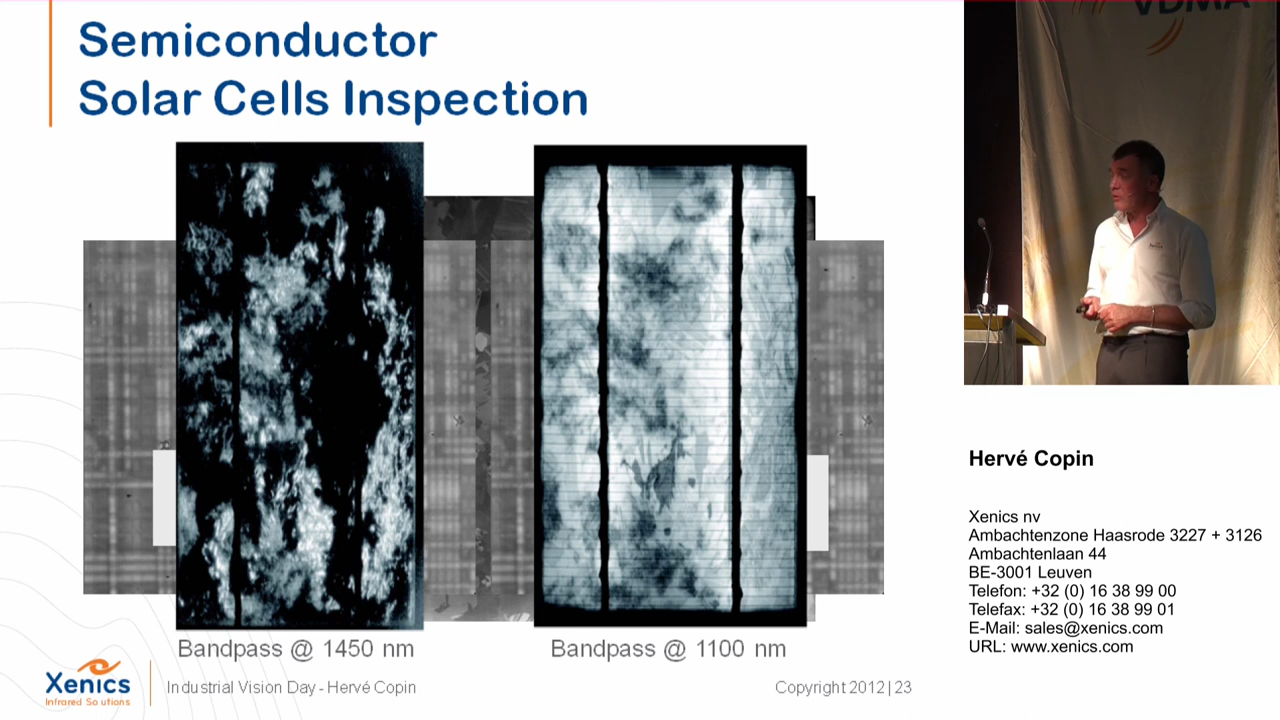 Semiconductor
Solar Cells Inspection
Bandpass @ 1450 nm
Bandpass @ 1100 nm
Xenics
Infrared Solutions
Industrial Vision Day - Hervé Copin
Copyright 2012 | 23
VDMA
Hervé Copin
Xenics nv
Ambachtenzone Haasrode 3227 + 3126
Ambachtenlaan 44
BE-3001 Leuven
Telefon: +32 (0) 16 38 99 00
Telefax: +32 (0) 16 38 99 01
E-Mail: sales@xenics.com
URL: www.xenics.com